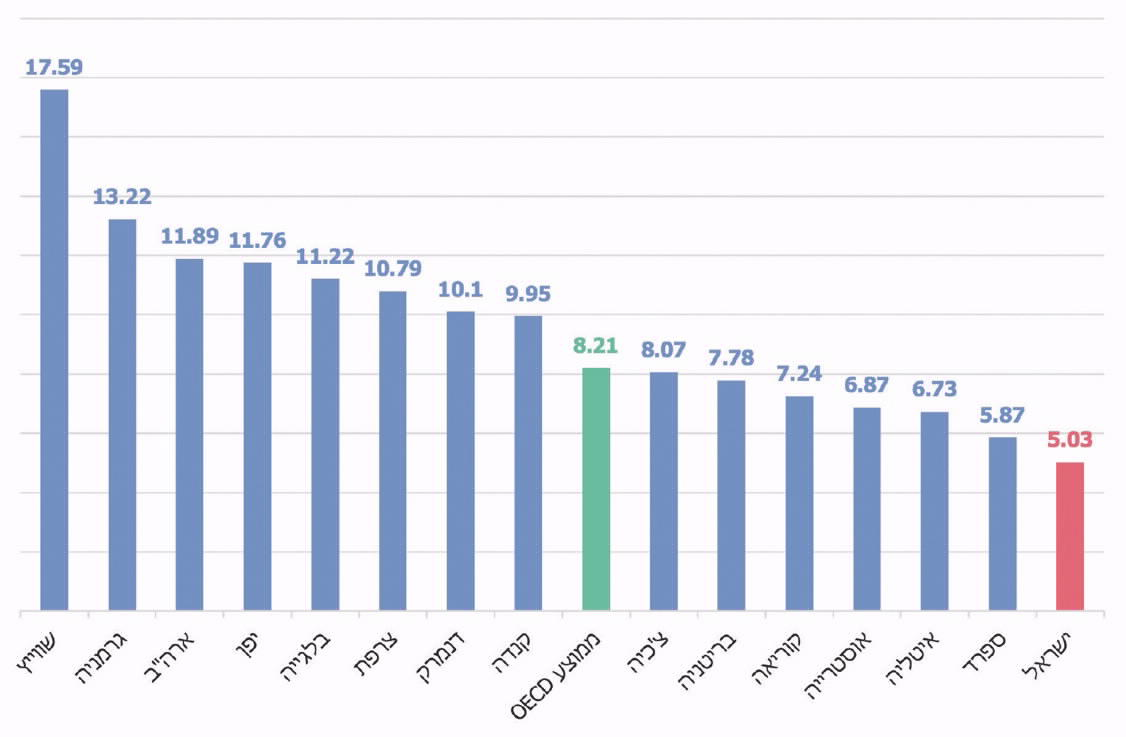 17.59
13.22
11.89
11.76
11.22
10.79
10.1
9.95
8.21
8.07
7.78
7.24
6.87
6.73
5.87
5.03
שווייץ
גרמניה
ארה"ב
יפן
בלגייה
צרפת
דנמרק
קנדה
ממוצע OECD
צ'כיה
בריטניה
קוריאה
אוסטרייה
איטליה
ספרד
ישראל